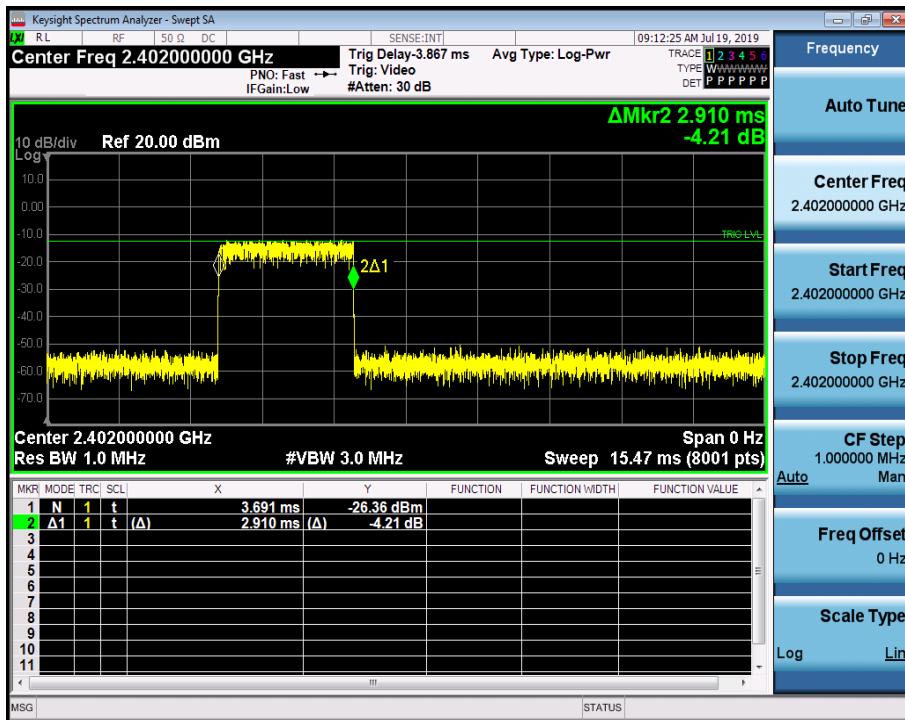 Keysight Spectrum Analyzer - Swept SA
LXI RL RF 50 Ω DC SENSE:INT 09:12:25 AM Jul 19, 2019
Center Freq 2.402000000 GHz
PNO: Fast
IFGain:Low
Trig Delay-3.867 ms
Trig: Video
#Atten: 30 dB
Avg Type: Log-Pwr
TRACE 1 2 3 4 5 6
TYPE WWWWWW
DET P P P P P P
ΔMkr2 2.910 ms
-4.21 dB
10 dB/div Ref 20.00 dBm
Log
10.0
0.00
-10.0
TRIG LVL
-20.0
2Δ1
-30.0
-40.0
-50.0
-60.0
-70.0
Center 2.402000000 GHz Span 0 Hz
Res BW 1.0 MHz #VBW 3.0 MHz Sweep 15.47 ms (8001 pts)
MKR MODE TRC SCL X Y FUNCTION FUNCTION WIDTH FUNCTION VALUE
1 N 1 t 3.691 ms -26.36 dBm
2 Δ1 1 t (Δ) 2.910 ms (Δ) -4.21 dB
3
4
5
6
7
8
9
10
11
MSG STATUS
Frequency
Auto Tune
Center Freq
2.402000000 GHz
Start Freq
2.402000000 GHz
Stop Freq
2.402000000 GHz
CF Step
1.000000 MHz
Auto Man
Freq Offset
0 Hz
Scale Type
Log Lin